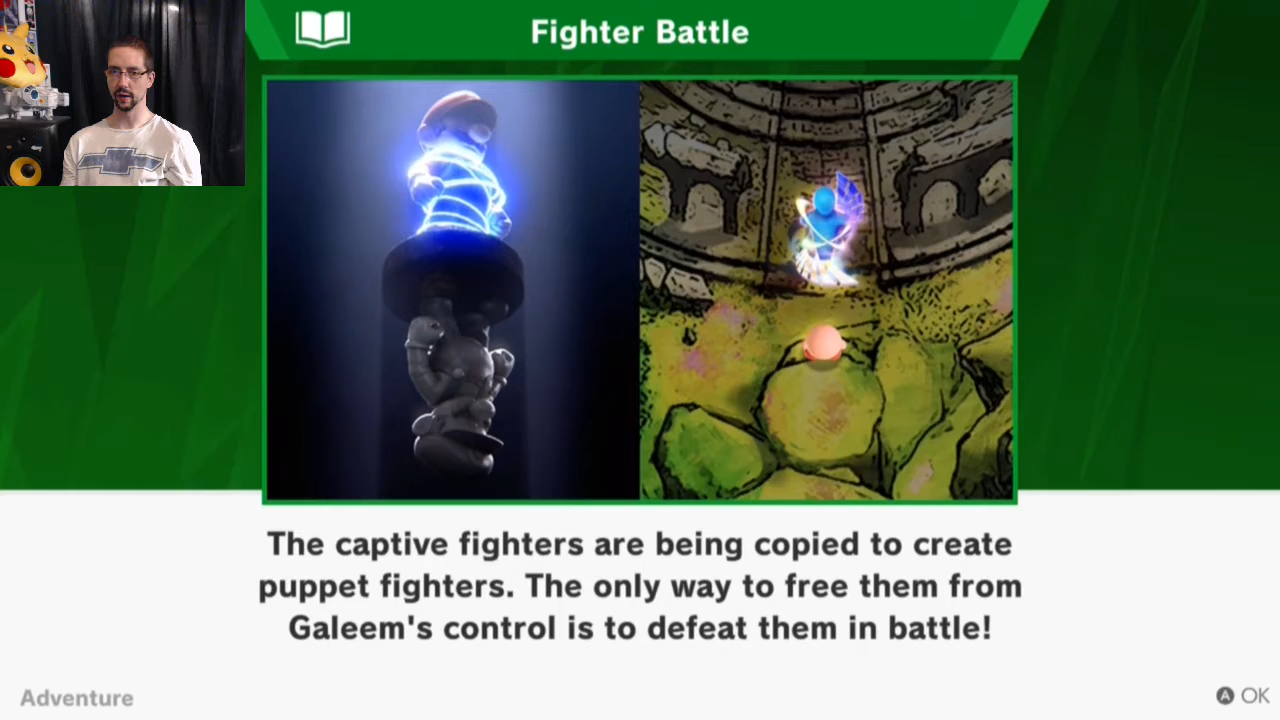 Fighter Battle
The captive fighters are being copied to create
puppet fighters. The only way to free them from
Galeem's control is to defeat them in battle!
Adventure
A OK